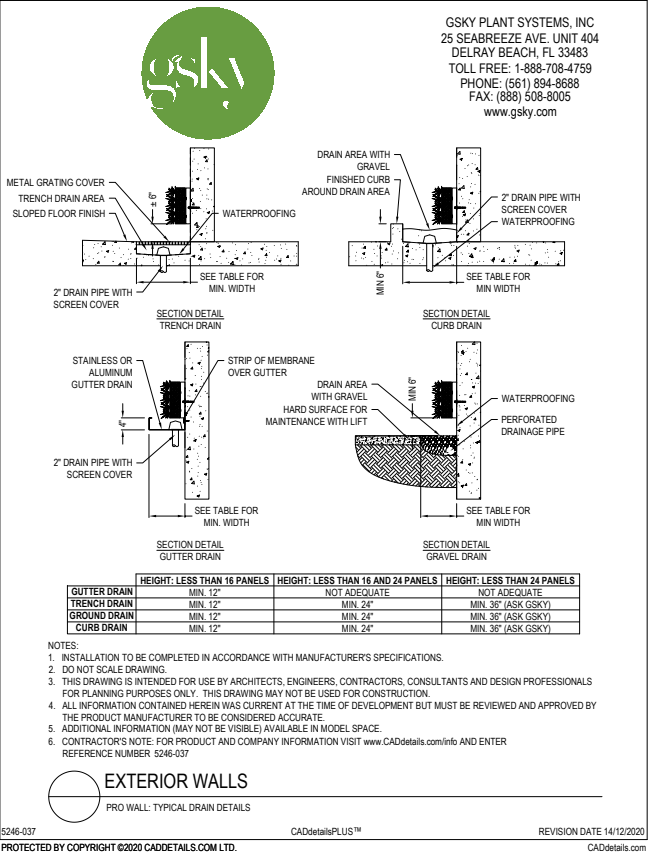 gsky
GSKY PLANT SYSTEMS, INC
25 SEABREEZE AVE. UNIT 404
DELRAY BEACH, FL 33483
TOLL FREE: 1-888-708-4759
PHONE: (561) 894-8688
FAX: (888) 508-8005
www.gsky.com
METAL GRATING COVER
TRENCH DRAIN AREA
SLOPED FLOOR FINISH
± 6"
WATERPROOFING
2" DRAIN PIPE WITH
SCREEN COVER
SEE TABLE FOR
MIN. WIDTH
SECTION DETAIL
TRENCH DRAIN
DRAIN AREA WITH
GRAVEL
FINISHED CURB
AROUND DRAIN AREA
2" DRAIN PIPE WITH
SCREEN COVER
WATERPROOFING
MIN 6"
SEE TABLE FOR
MIN WIDTH
SECTION DETAIL
CURB DRAIN
STAINLESS OR
ALUMINUM
GUTTER DRAIN
STRIP OF MEMBRANE
OVER GUTTER
4"
2" DRAIN PIPE WITH
SCREEN COVER
SEE TABLE FOR
MIN. WIDTH
SECTION DETAIL
GUTTER DRAIN
DRAIN AREA
WITH GRAVEL
HARD SURFACE FOR
MAINTENANCE WITH LIFT
MIN 6"
WATERPROOFING
PERFORATED
DRAINAGE PIPE
SEE TABLE FOR
MIN WIDTH
SECTION DETAIL
GRAVEL DRAIN
HEIGHT: LESS THAN 16 PANELS HEIGHT: LESS THAN 16 AND 24 PANELS HEIGHT: LESS THAN 24 PANELS
GUTTER DRAIN MIN. 12" NOT ADEQUATE NOT ADEQUATE
TRENCH DRAIN MIN. 12" MIN. 24" MIN. 36" (ASK GSKY)
GROUND DRAIN MIN. 12" MIN. 24" MIN. 36" (ASK GSKY)
CURB DRAIN MIN. 12" MIN. 24" MIN. 36" (ASK GSKY)
NOTES:
1. INSTALLATION TO BE COMPLETED IN ACCORDANCE WITH MANUFACTURER'S SPECIFICATIONS.
2. DO NOT SCALE DRAWING.
3. THIS DRAWING IS INTENDED FOR USE BY ARCHITECTS, ENGINEERS, CONTRACTORS, CONSULTANTS AND DESIGN PROFESSIONALS
FOR PLANNING PURPOSES ONLY. THIS DRAWING MAY NOT BE USED FOR CONSTRUCTION.
4. ALL INFORMATION CONTAINED HEREIN WAS CURRENT AT THE TIME OF DEVELOPMENT BUT MUST BE REVIEWED AND APPROVED BY
THE PRODUCT MANUFACTURER TO BE CONSIDERED ACCURATE.
5. ADDITIONAL INFORMATION (MAY NOT BE VISIBLE) AVAILABLE IN MODEL SPACE.
6. CONTRACTOR'S NOTE: FOR PRODUCT AND COMPANY INFORMATION VISIT www.CADdetails.com/info AND ENTER
REFERENCE NUMBER 5246-037
EXTERIOR WALLS
PRO WALL: TYPICAL DRAIN DETAILS
5246-037 CADdetailsPLUS™ REVISION DATE 14/12/2020
PROTECTED BY COPYRIGHT ©2020 CADDETAILS.COM LTD. CADdetails.com